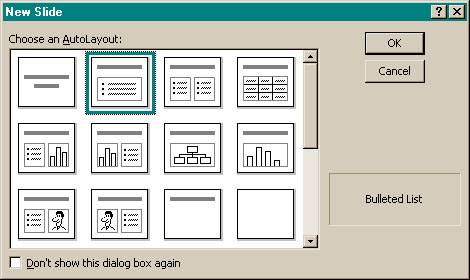 New Slide
Choose an AutoLayout:
OK
Cancel
Bulleted List
Don't show this dialog box again